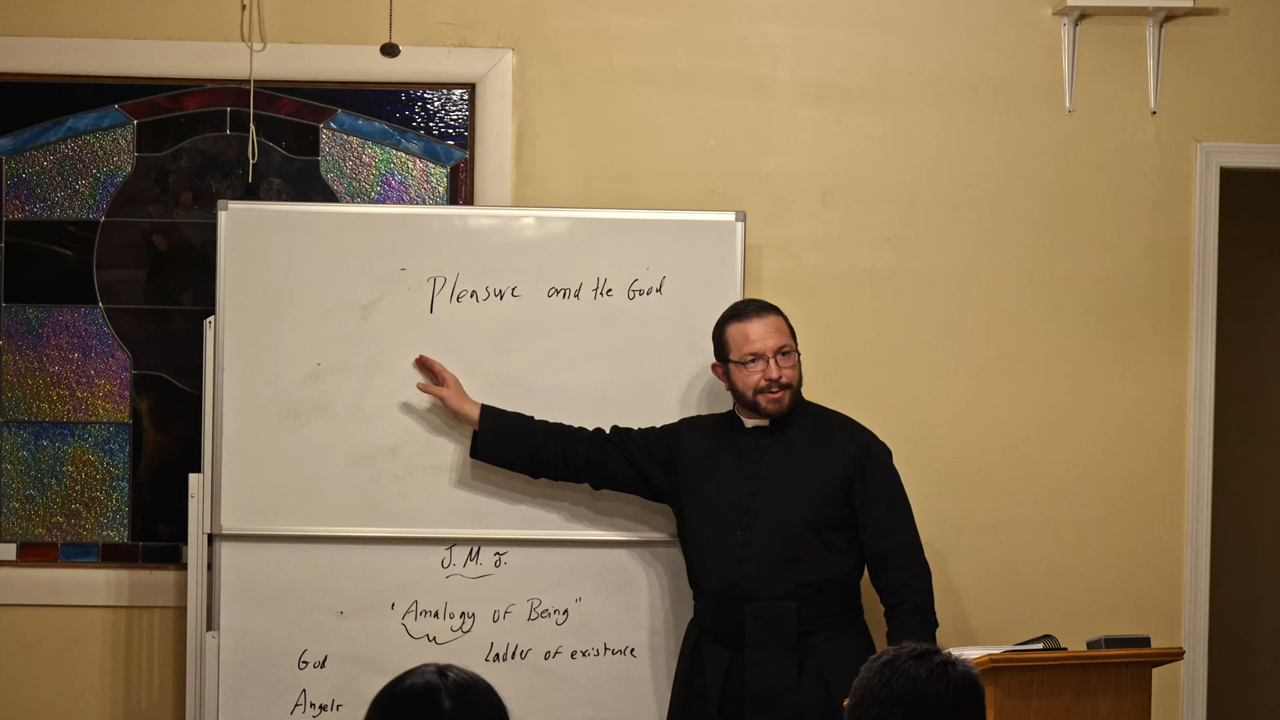 Pleasure and the Good
J. M. J.
"Analogy of Being"
Ladder of existence
God
Angels